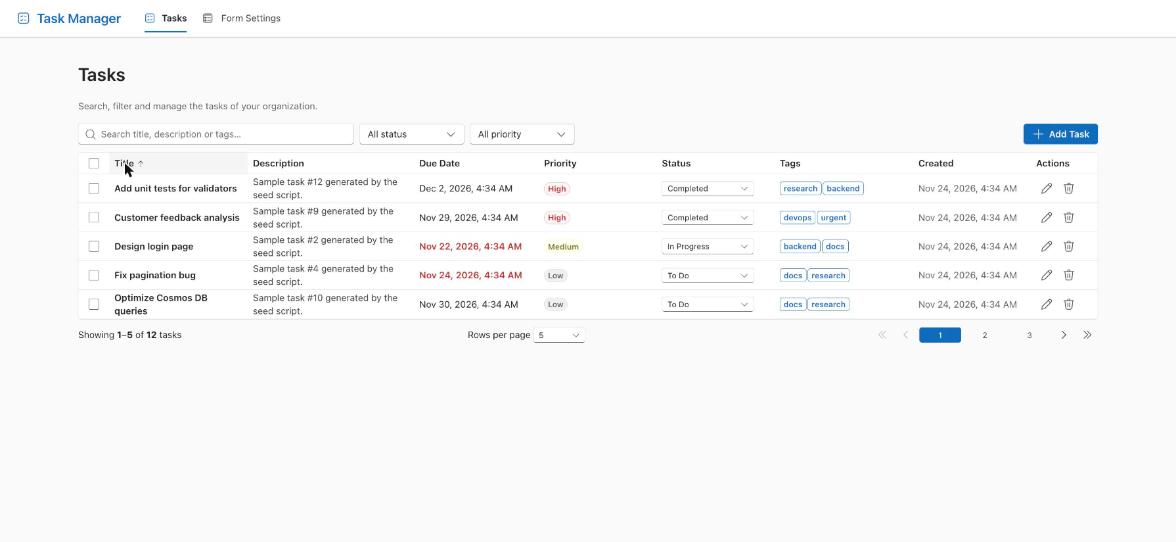 Task Manager
Tasks
Form Settings
Tasks
Search, filter and manage the tasks of your organization.
Search title, description or tags...
All status
All priority
Add Task
Title ↑ Description Due Date Priority Status Tags Created Actions
Add unit tests for validators
Sample task #12 generated by the
seed script.
Dec 2, 2026, 4:34 AM
High
Completed
research backend
Nov 24, 2026, 4:34 AM
Customer feedback analysis
Sample task #9 generated by the
seed script.
Nov 29, 2026, 4:34 AM
High
Completed
devops urgent
Nov 24, 2026, 4:34 AM
Design login page
Sample task #2 generated by the
seed script.
Nov 22, 2026, 4:34 AM
Medium
In Progress
backend docs
Nov 24, 2026, 4:34 AM
Fix pagination bug
Sample task #4 generated by the
seed script.
Nov 24, 2026, 4:34 AM
Low
To Do
docs research
Nov 24, 2026, 4:34 AM
Optimize Cosmos DB
queries
Sample task #10 generated by the
seed script.
Nov 30, 2026, 4:34 AM
Low
To Do
docs research
Nov 24, 2026, 4:34 AM
Showing 1–5 of 12 tasks
Rows per page 5
1 2 3